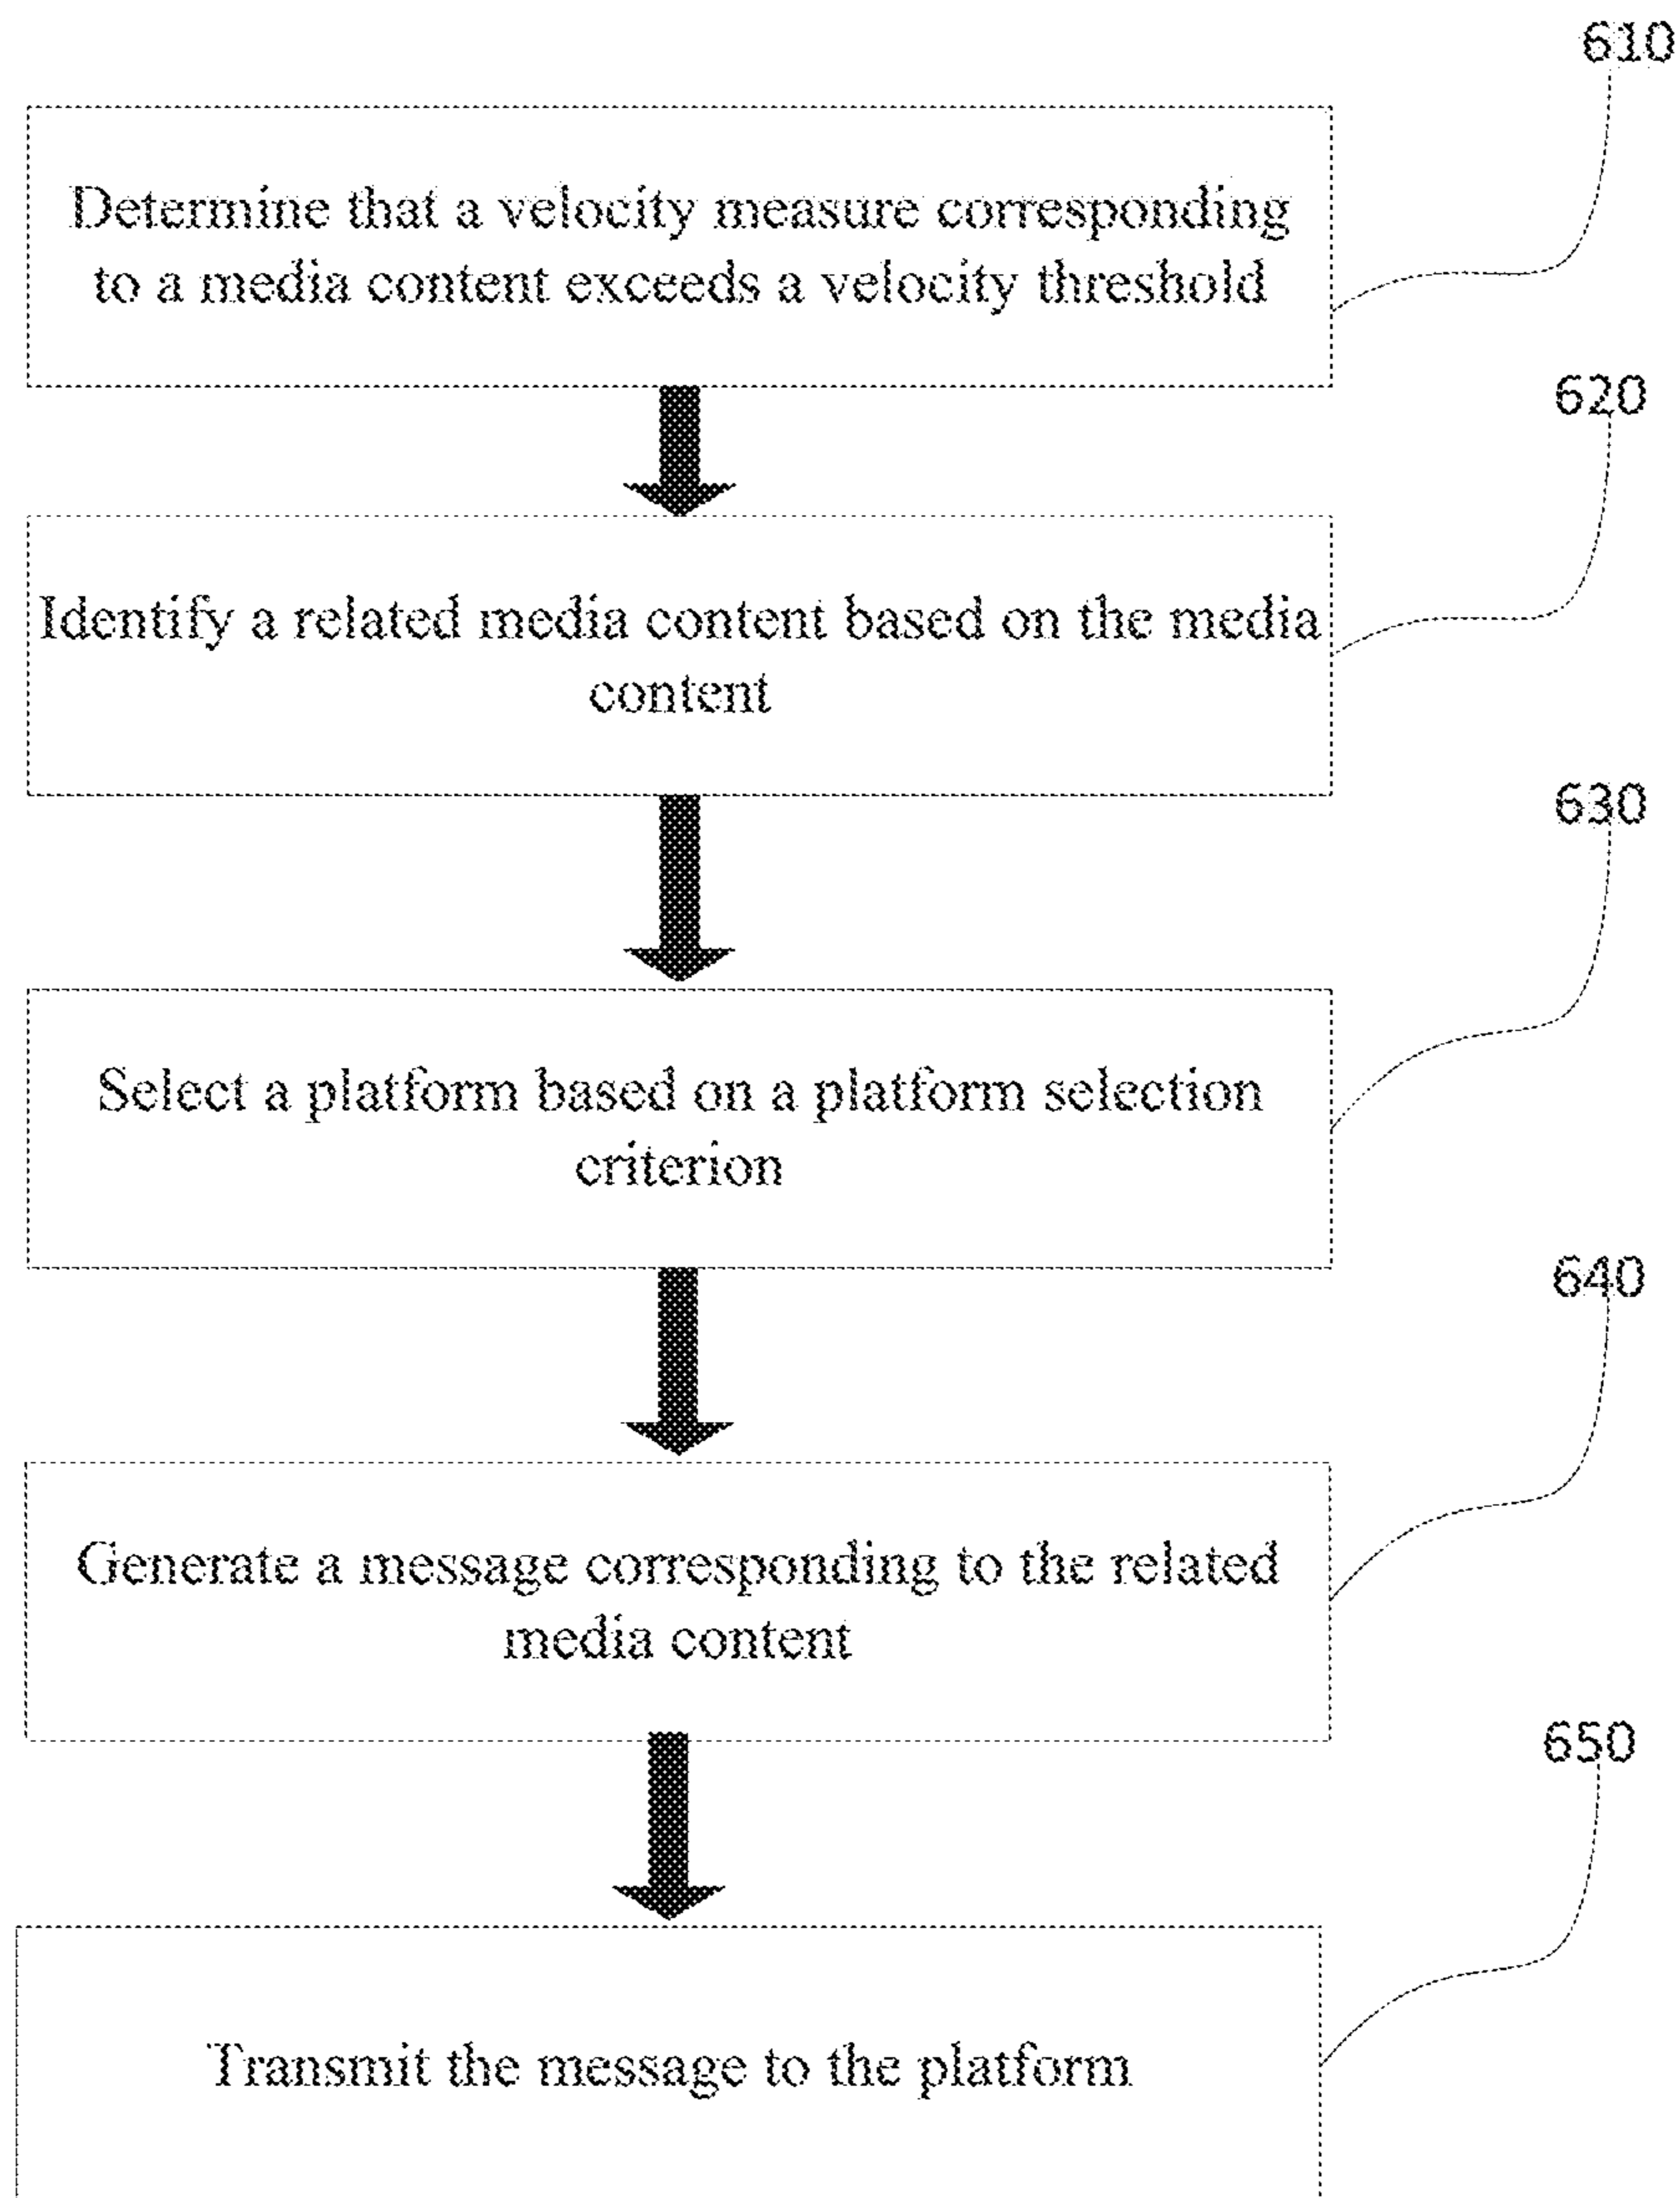 610
Determine that a velocity measure corresponding
to a media content exceeds a velocity threshold
620
Identify a related media content based on the media
content
630
Select a platform based on a platform selection
criterion
640
Generate a message corresponding to the related
media content
650
Transmit the message to the platform